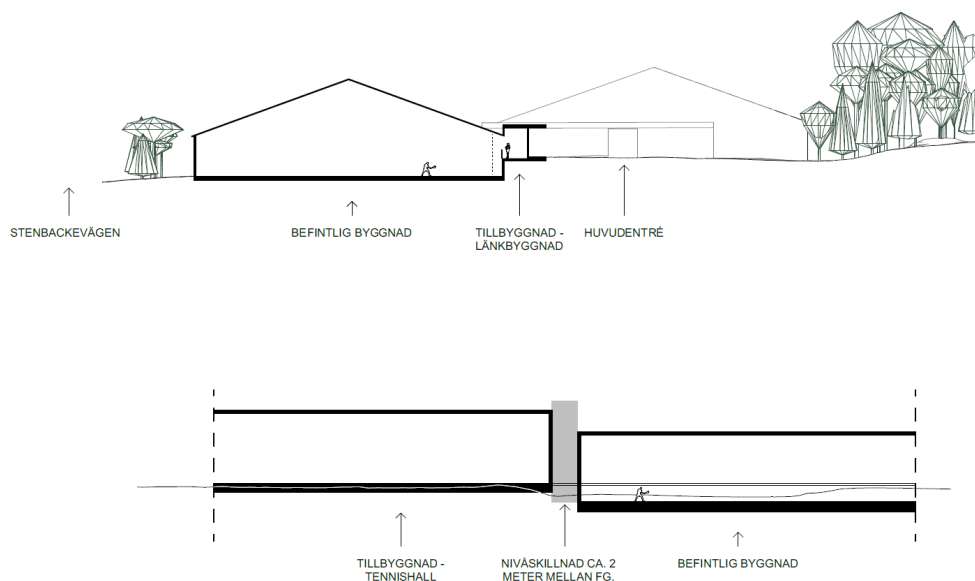 STENBACKEVÄGEN
BEFINTLIG BYGGNAD
TILLBYGGNAD -
LÄNKBYGGNAD
HUVUDENTRÉ
TILLBYGGNAD -
TENNISHALL
NIVÅSKILLNAD CA. 2
METER MELLAN FG.
BEFINTLIG BYGGNAD